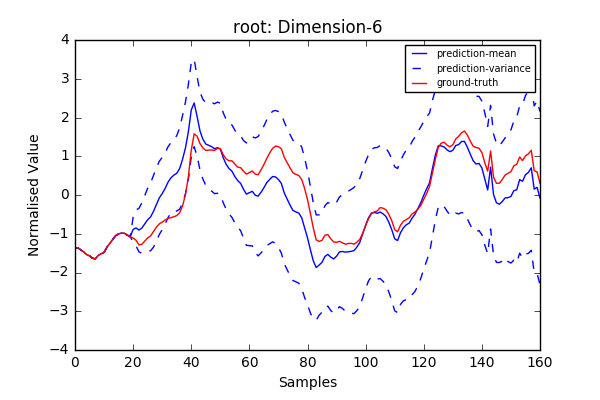 root: Dimension-6
4
3
2
1
0
−1
−2
−3
−4
Normalised Value
prediction-mean
prediction-variance
ground-truth
0 20 40 60 80 100 120 140 160
Samples